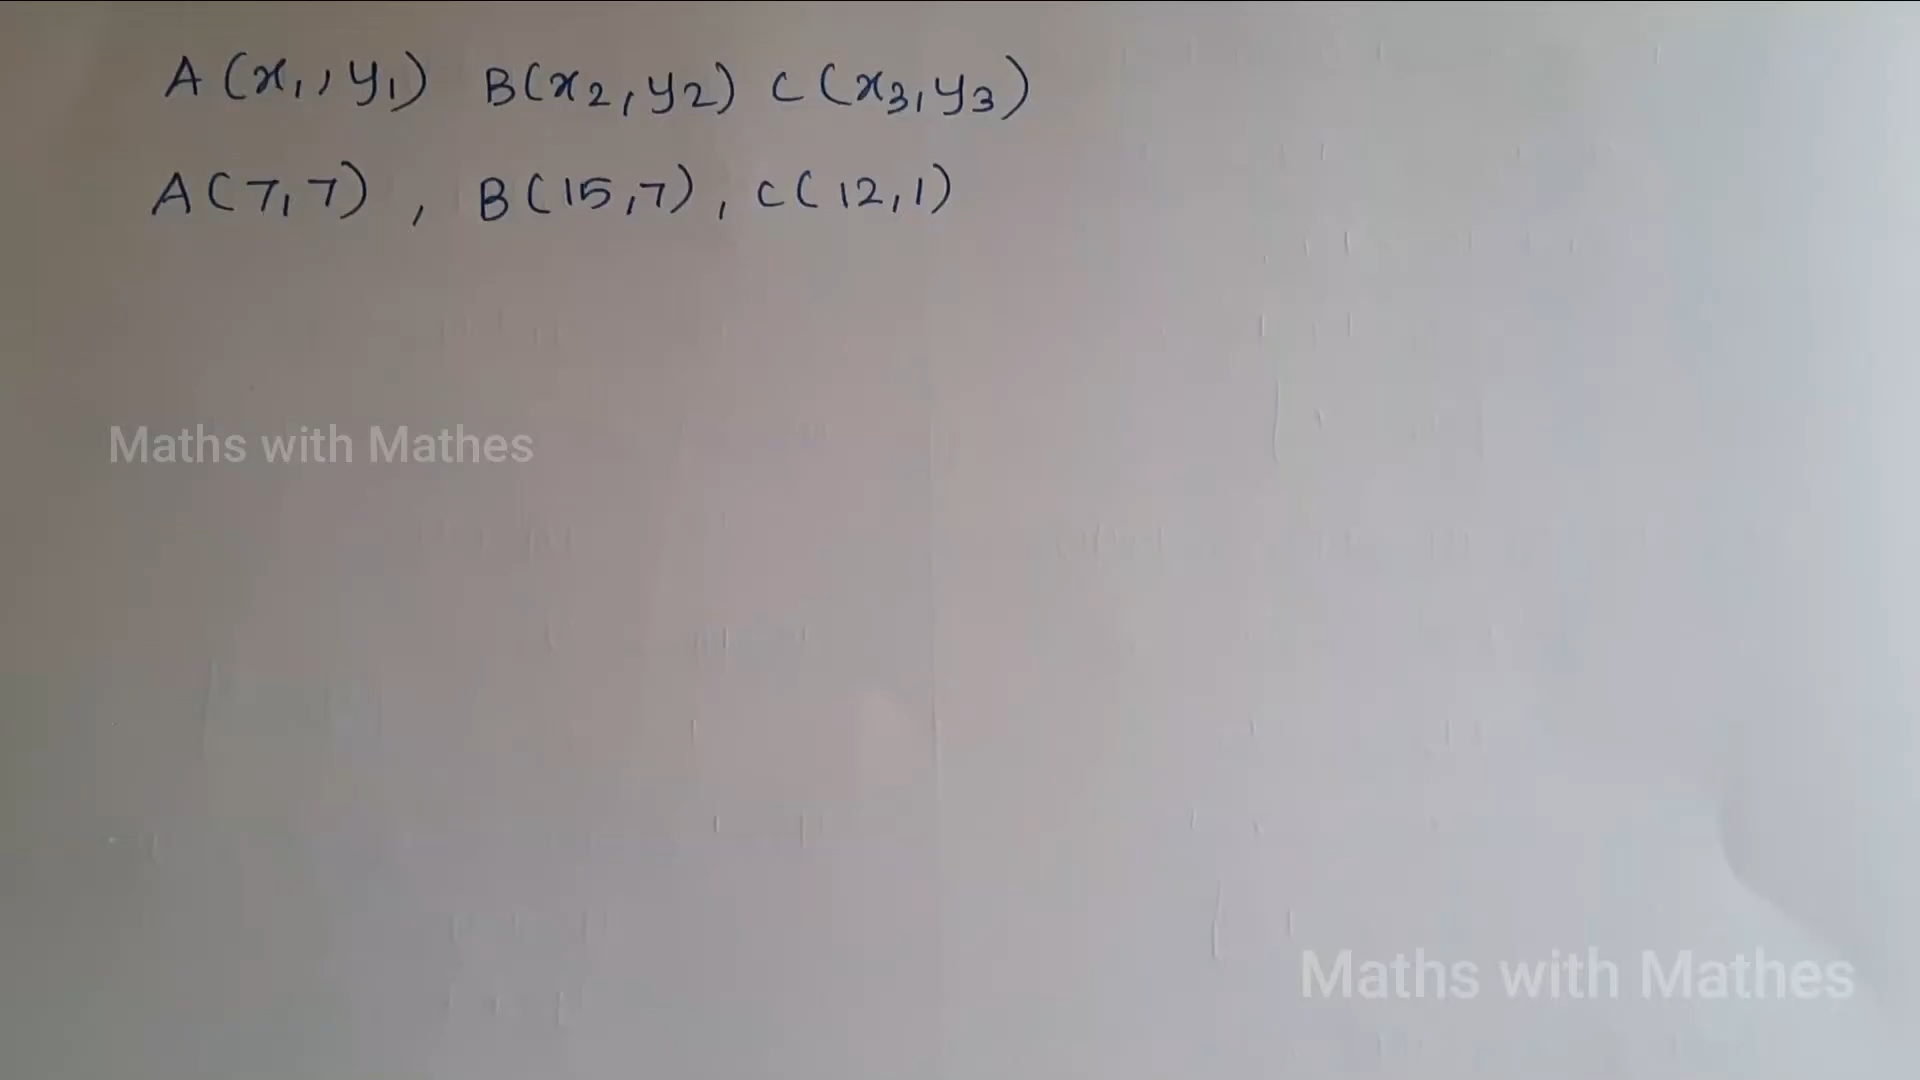 A(x₁, y₁) B(x₂, y₂) C(x₃, y₃)
A(7, 7), B(15, 7), C(12, 1)
Maths with Mathes
Maths with Mathes